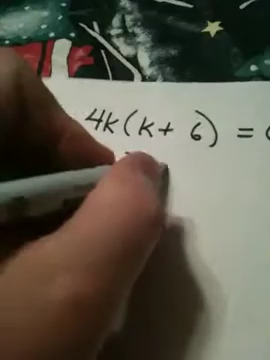 4k(k+ 6) =